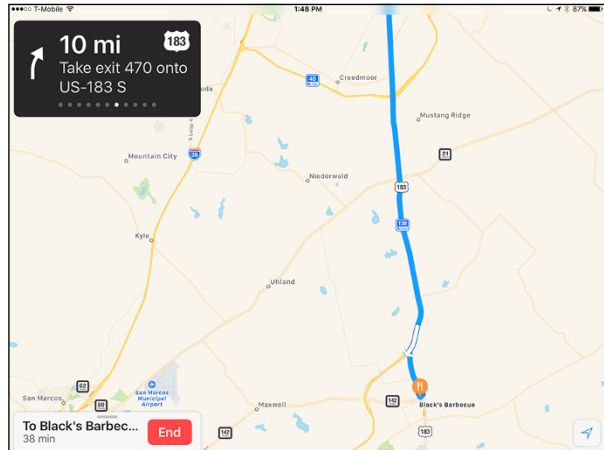 T-Mobile
1:48 PM
87%
10 mi
183
Take exit 470 onto
US-183 S
45
Creedmoor
Mustang Ridge
21
Mountain City
35
Niederwald
183
130
Kyle
Uhland
82
San Marcos
Municipal
Airport
San Marcos
80
Maxwell
142
Black's Barbecue
142
183
To Black's Barbec...
38 min
End